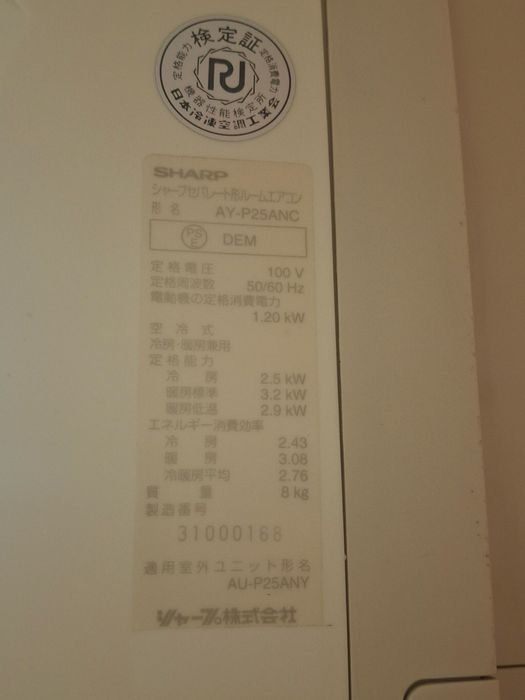 検定証
定格能力
定格消費電力
RJ
機器性能検定所
日本冷凍空調工業会
SHARP
シャープセパレート形ルームエアコン
形名 AY-P25ANC
PSE DEM
定格電圧 100 V
定格周波数 50/60 Hz
電動機の定格消費電力
1.20 kW
空冷式
冷房・暖房兼用
定格能力
冷房 2.5 kW
暖房標準 3.2 kW
暖房低温 2.9 kW
エネルギー消費効率
冷房 2.43
暖房 3.08
冷暖房平均 2.76
質量 8 kg
製造番号
31000168
適用室外ユニット形名
AU-P25ANY
シャープ株式会社